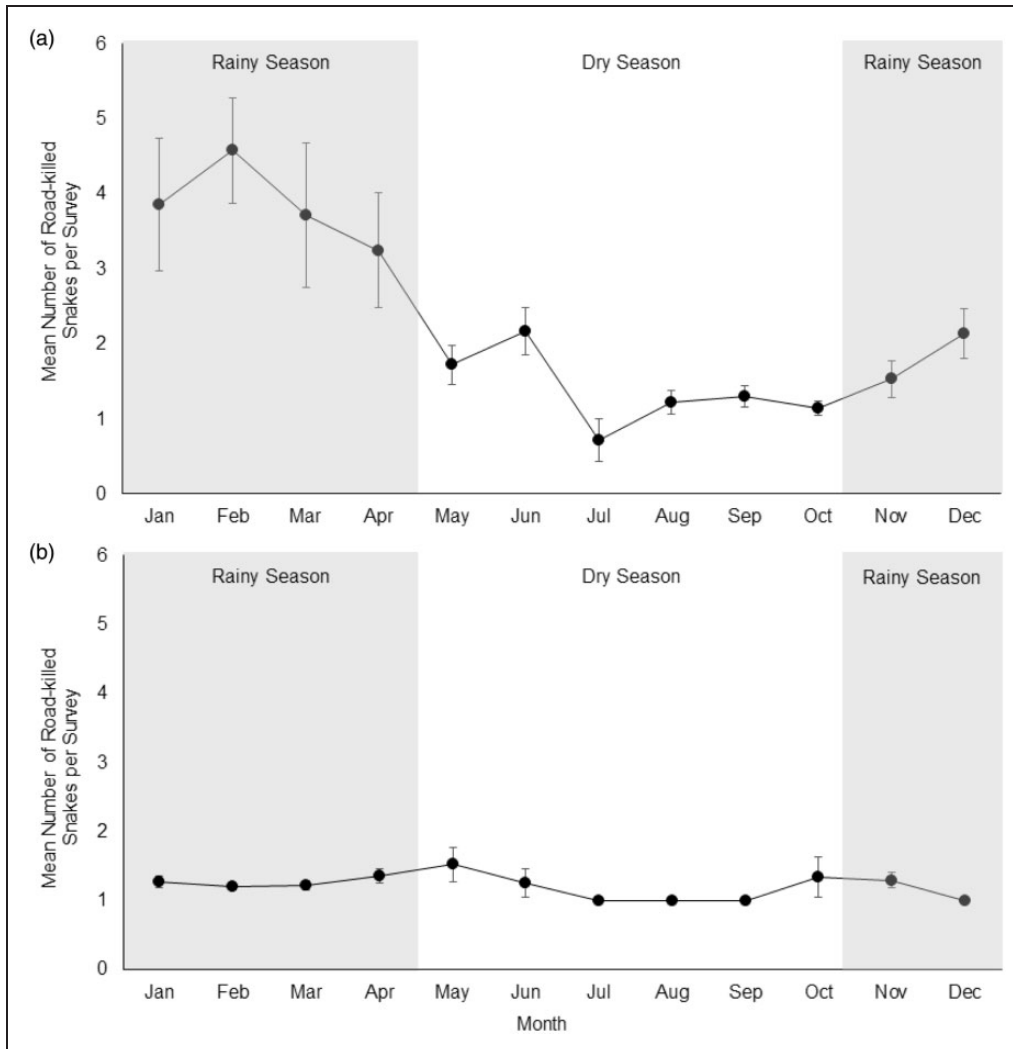 (a)
6
5
4
3
2
1
0
Mean Number of Road-killed
Snakes per Survey
Rainy Season
Dry Season
Rainy Season
Jan Feb Mar Apr May Jun Jul Aug Sep Oct Nov Dec
(b)
6
5
4
3
2
1
0
Mean Number of Road-killed
Snakes per Survey
Rainy Season
Dry Season
Rainy Season
Jan Feb Mar Apr May Jun Jul Aug Sep Oct Nov Dec
Month